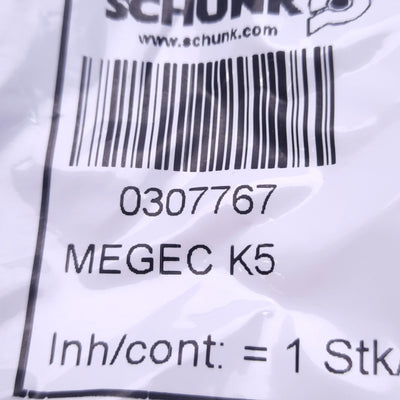 SCHUNK
www.schunk.com
0307767
MEGEC K5
Inh/cont: = 1 Stk/